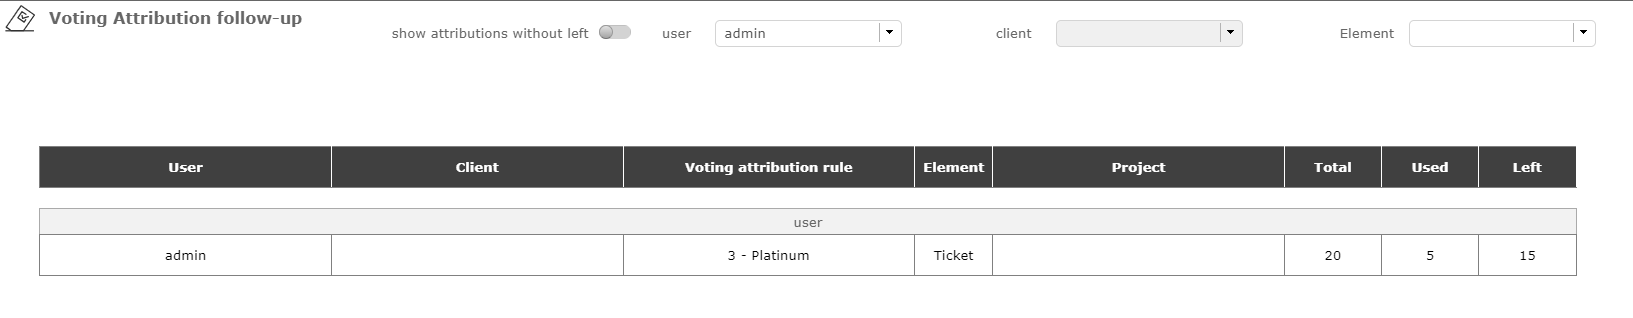 Voting Attribution follow-up
show attributions without left user admin client Element
User Client Voting attribution rule Element Project Total Used Left
user
admin 3 - Platinum Ticket 20 5 15